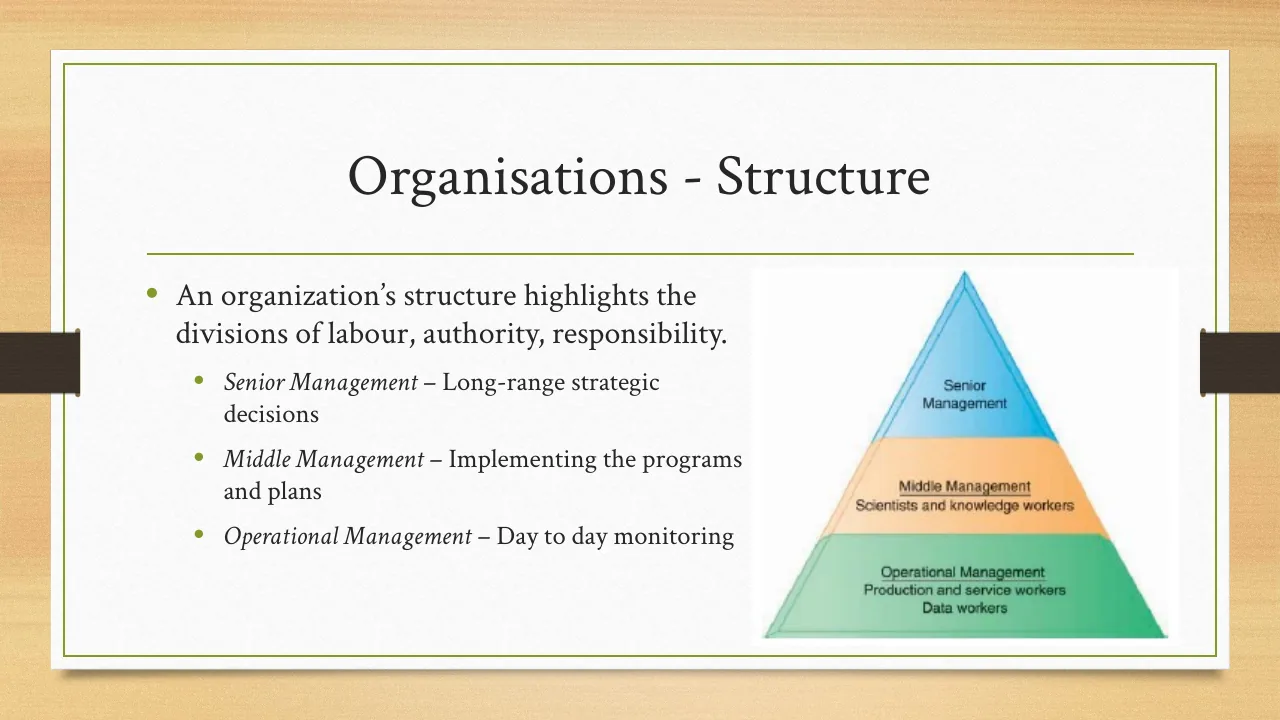 Organisations - Structure
• An organization’s structure highlights the
divisions of labour, authority, responsibility.
• Senior Management – Long-range strategic
decisions
• Middle Management – Implementing the programs
and plans
• Operational Management – Day to day monitoring
Senior
Management
Middle Management
Scientists and knowledge workers
Operational Management
Production and service workers
Data workers